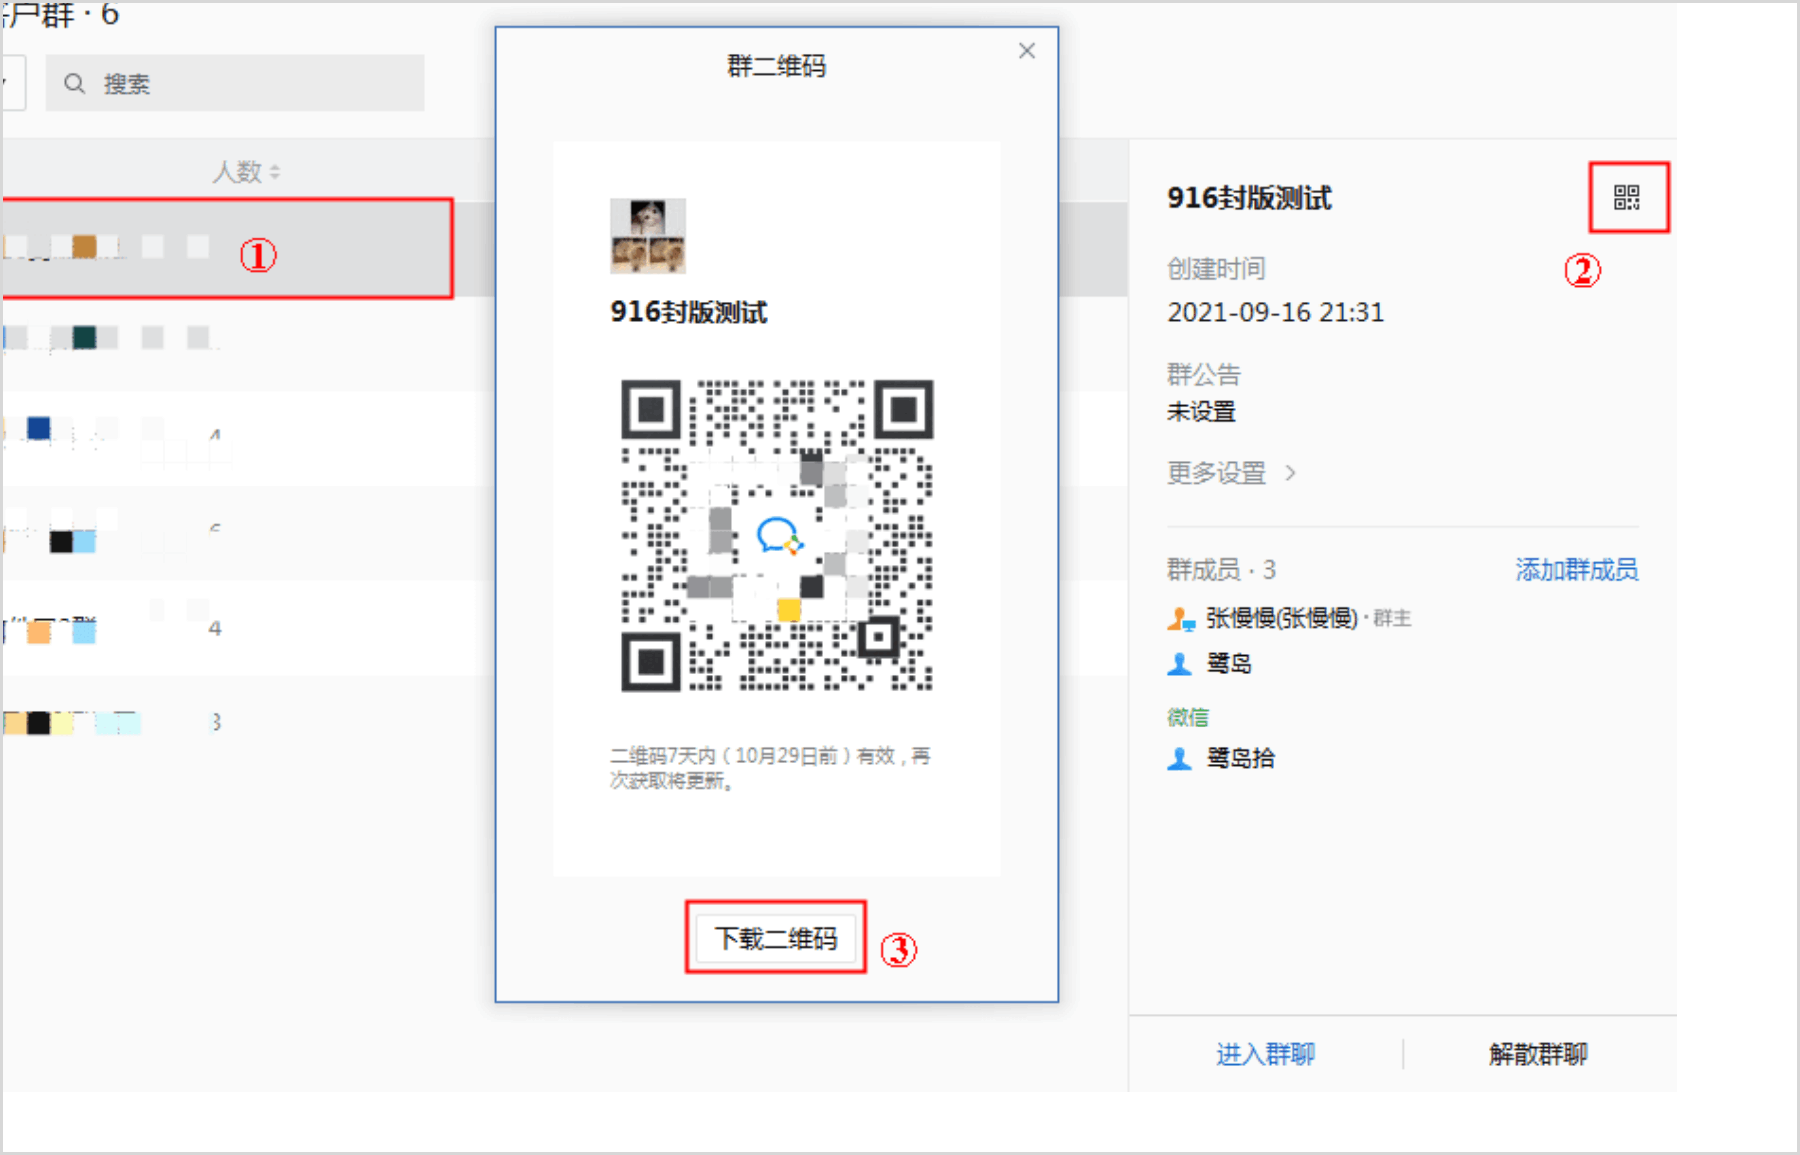 客户群 · 6
搜索
人数
①
4
6
4
3
群二维码
916封版测试
二维码7天内（10月29日前）有效，再
次获取将更新。
下载二维码
③
916封版测试
②
创建时间
2021-09-16 21:31
群公告
未设置
更多设置 >
群成员 · 3 添加群成员
张慢慢(张慢慢) · 群主
鹭岛
微信
鹭岛拾
进入群聊
解散群聊